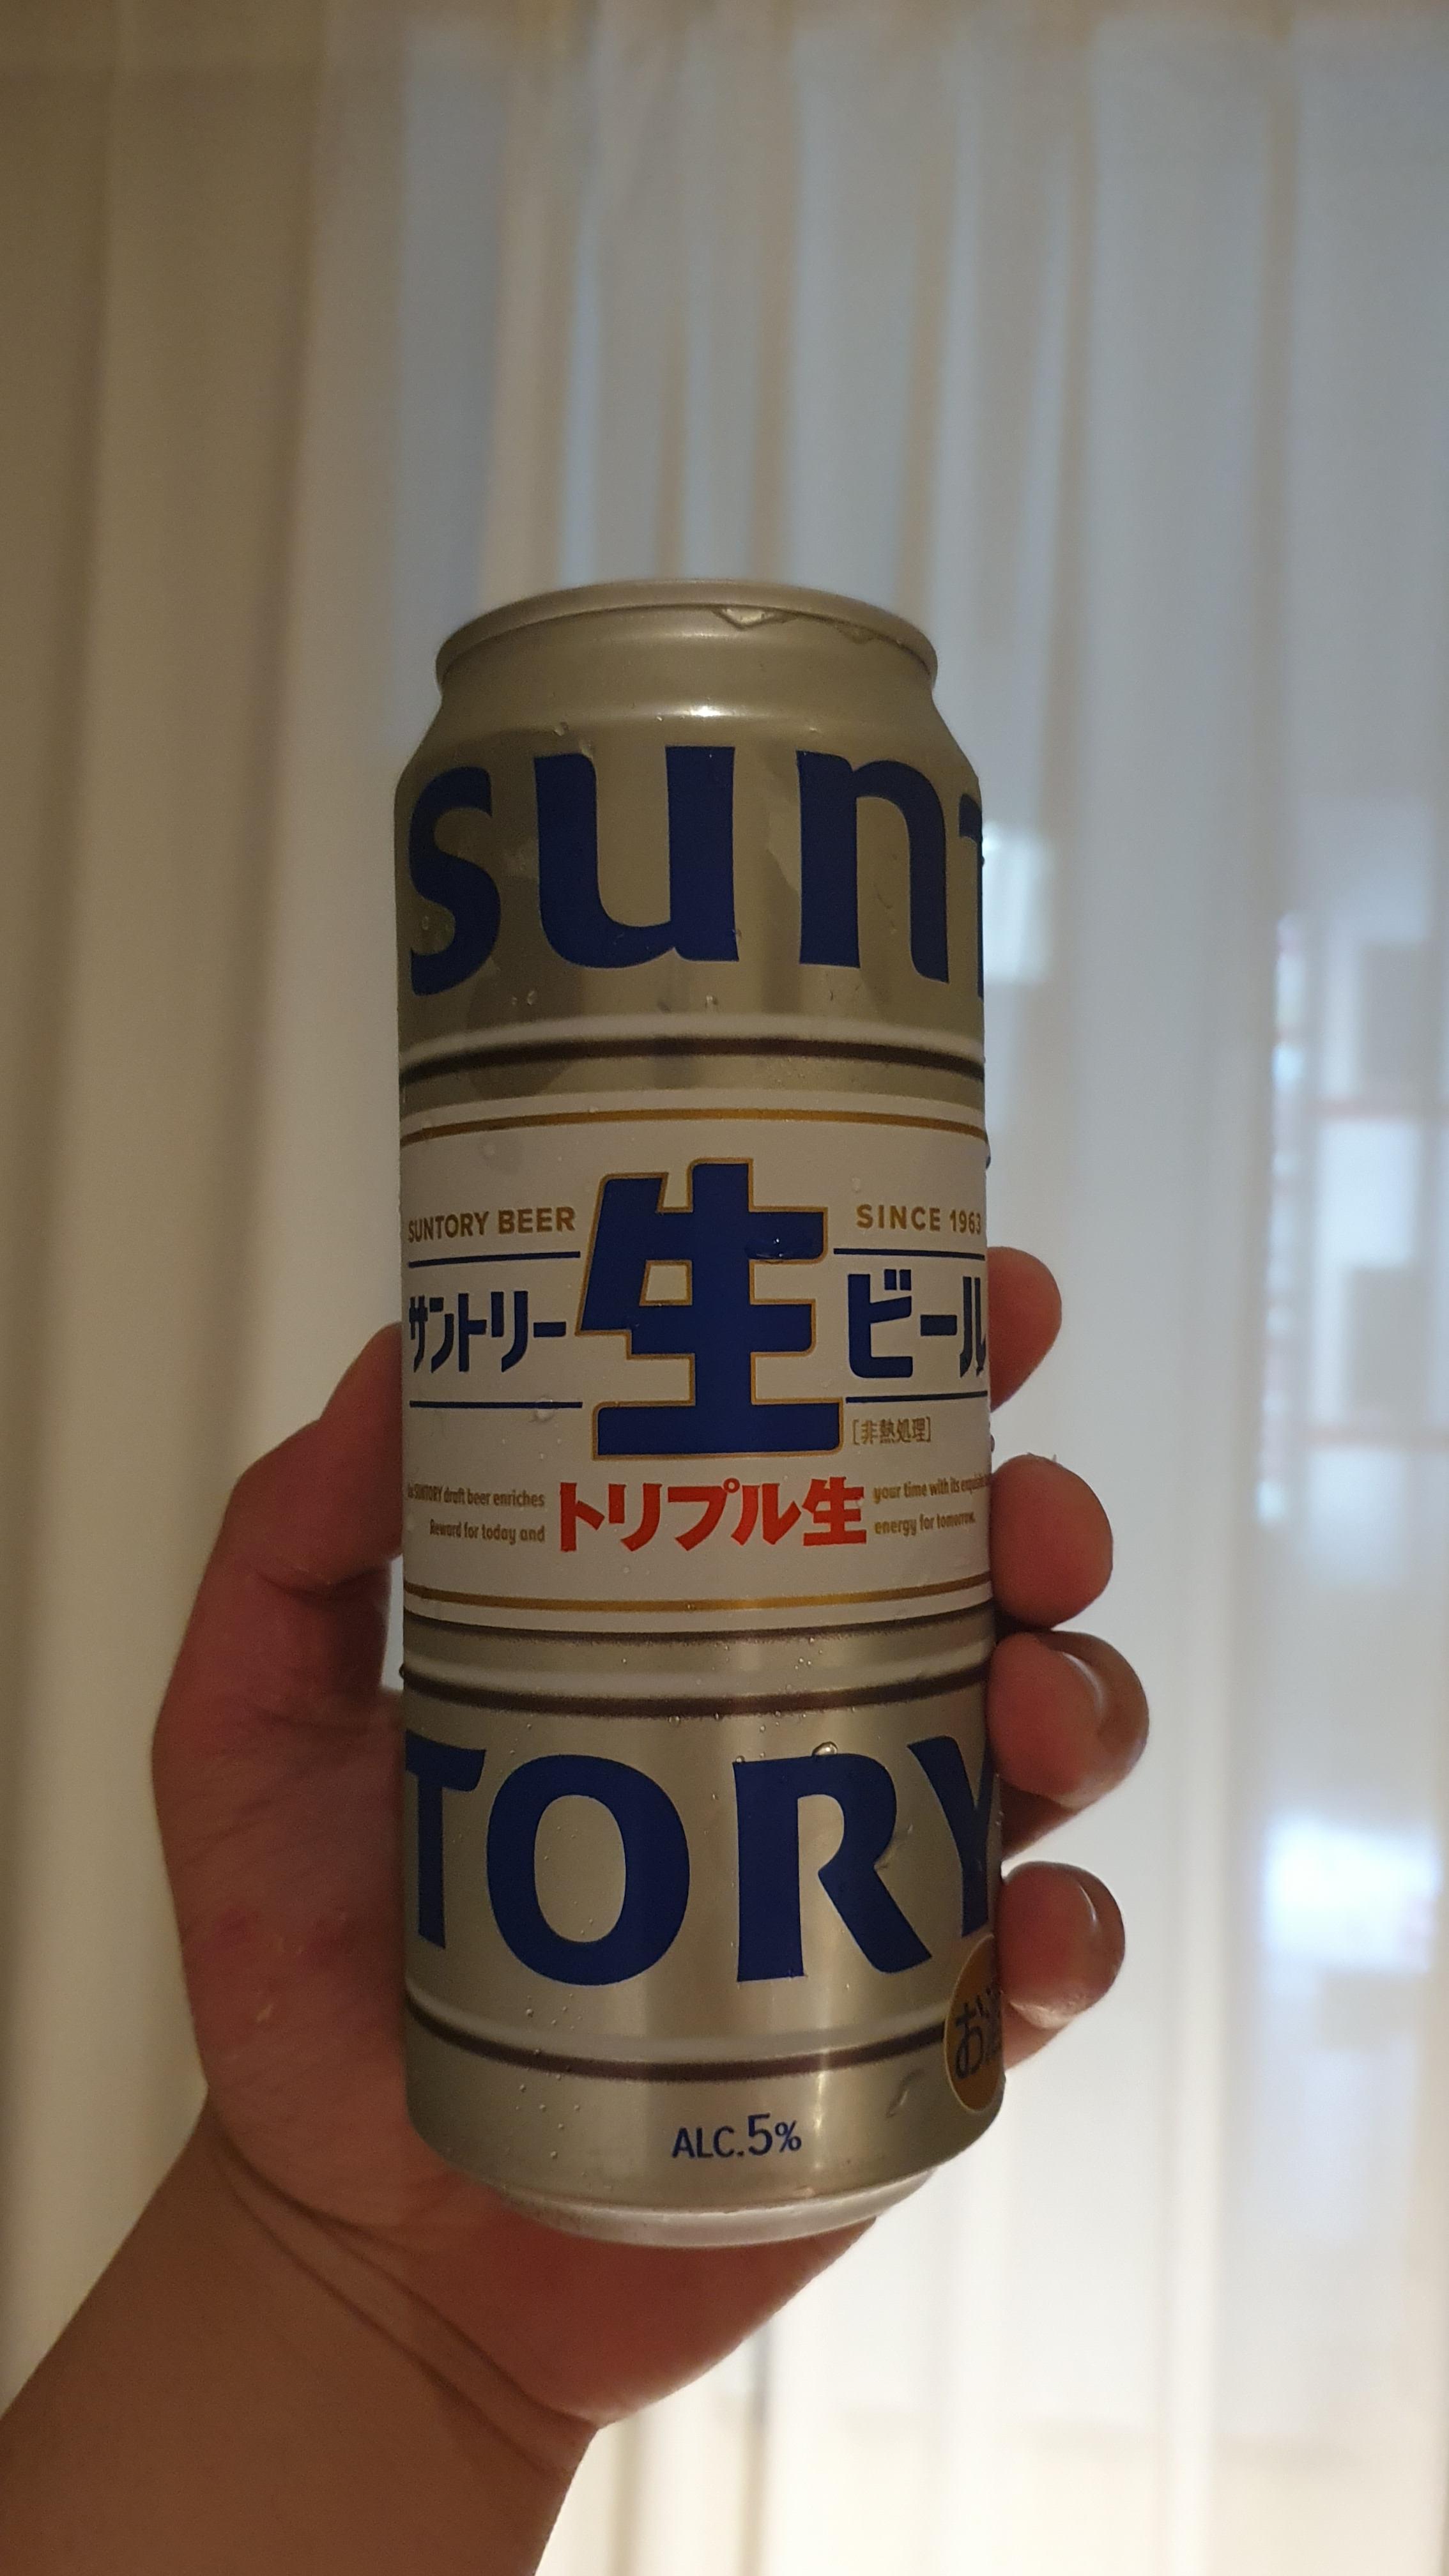 sun
SUNTORY BEER
SINCE 1963
サントリー
生
ビール
[非熱処理]
SUNTORY draft beer enriches
トリプル生
your time with its
Reward for today and
energy for tomorrow.
TORY
ALC.5%